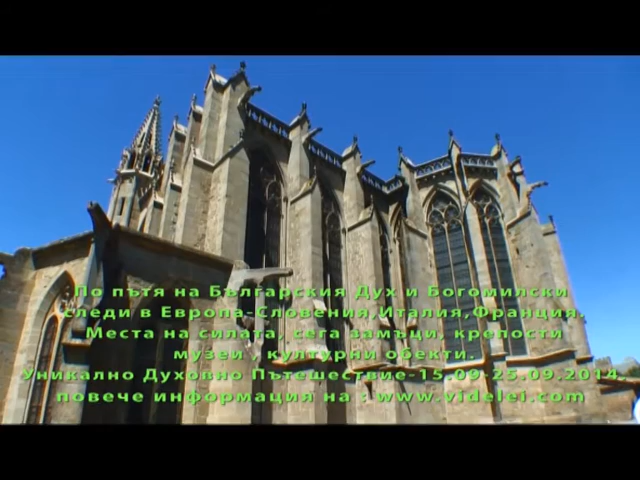 По пътя на Българския Дух и Богомилски
следи в Европа-Словения,Италия,Франция.
Места на силата, сега замъци, крепости
музеи , културни обекти.
Уникално Духовно Пътешествие-15.09-25.09.2014
повече информация на : www.videlei.com